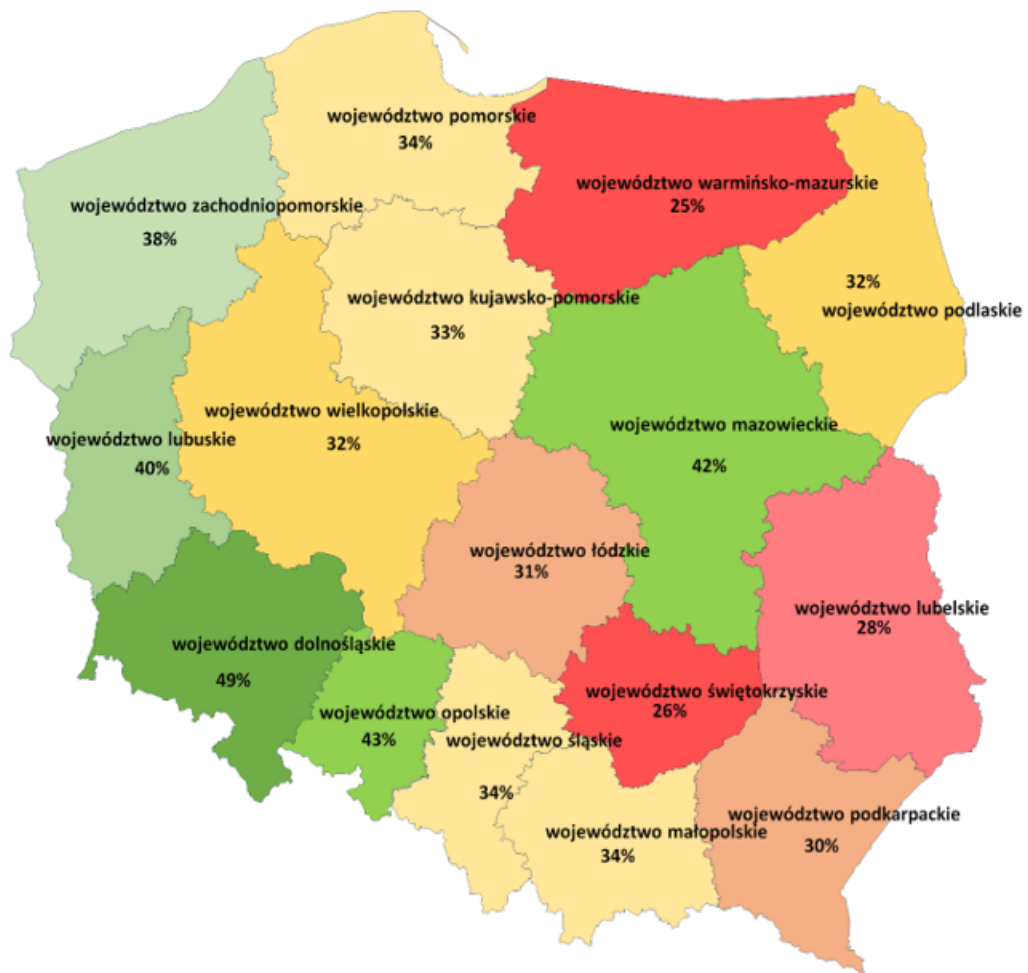 województwo pomorskie
34%
województwo warmińsko-mazurskie
25%
województwo zachodniopomorskie
38%
32%
województwo podlaskie
województwo kujawsko-pomorskie
33%
województwo wielkopolskie
32%
województwo mazowieckie
42%
województwo lubuskie
40%
województwo łódzkie
31%
województwo lubelskie
28%
województwo dolnośląskie
49%
województwo świętokrzyskie
26%
województwo opolskie
43%
województwo śląskie
34%
województwo małopolskie
34%
województwo podkarpackie
30%